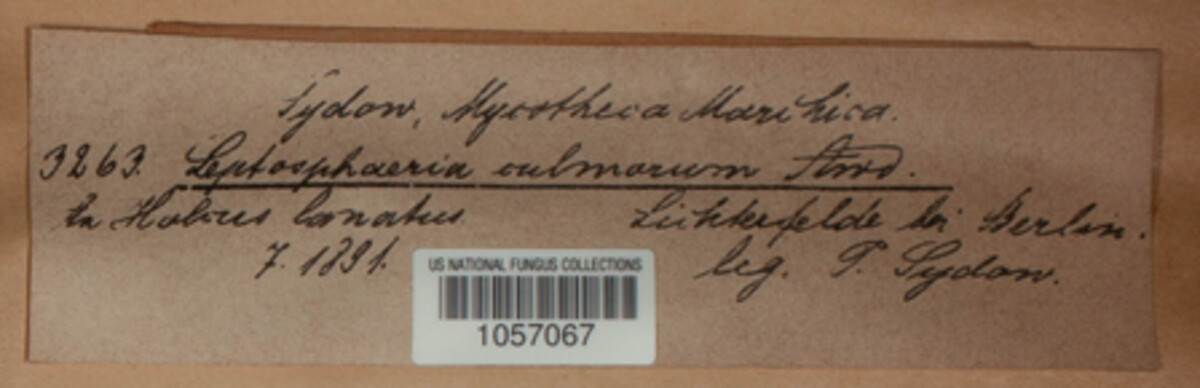 Sydow, Mycotheca Marchica.
3263. Leptosphaeria culmorum Awd.
In Holcus lanatus. Lichterfelde bei Berlin.
7. 1891. leg. P. Sydow.
US NATIONAL FUNGUS COLLECTIONS
1057067